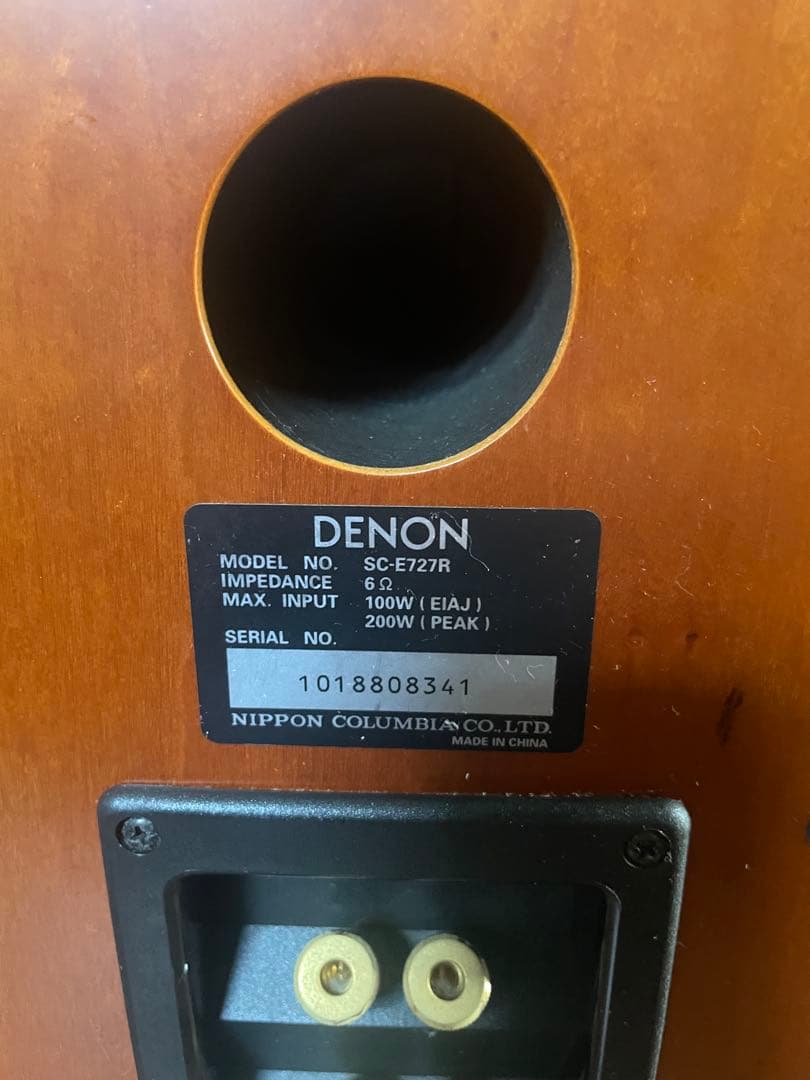 DENON
MODEL NO. SC-E727R
IMPEDANCE 6Ω
MAX. INPUT 100W (EIAJ)
200W (PEAK)
SERIAL NO.
1018808341
NIPPON COLUMBIA CO.,LTD.
MADE IN CHINA